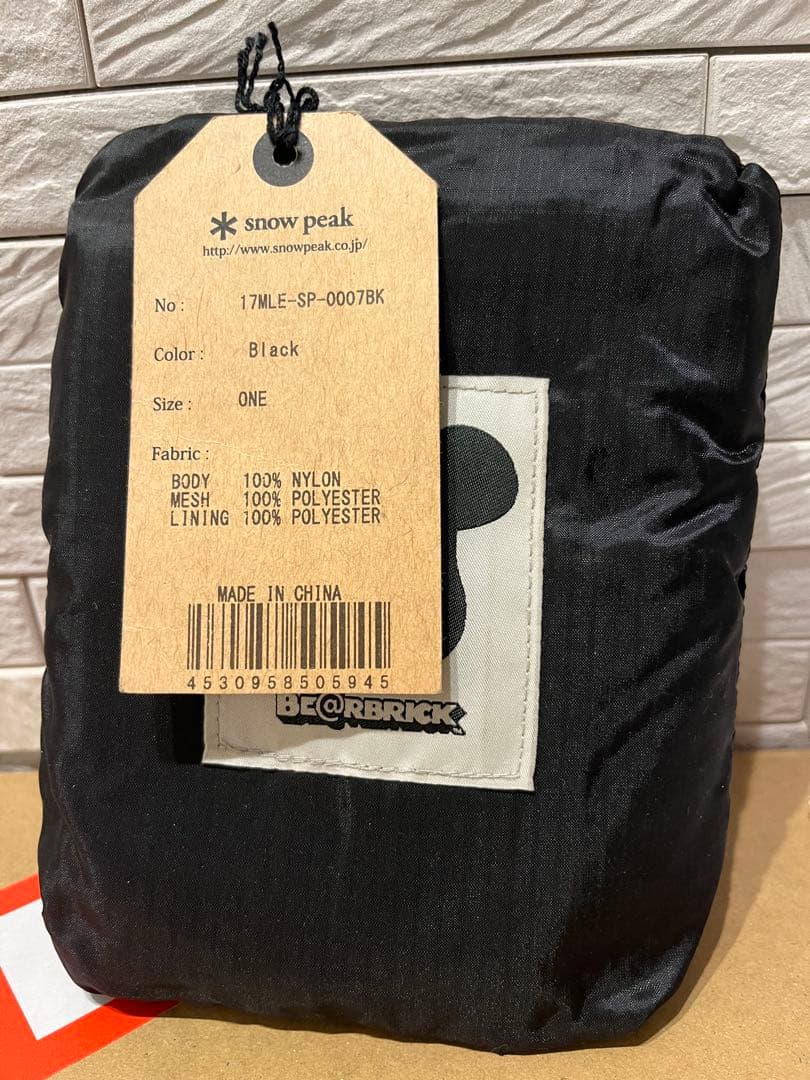 snow peak
http://www.snowpeak.co.jp/
No : 17MLE-SP-0007BK
Color : Black
Size : ONE
Fabric :
BODY 100% NYLON
MESH 100% POLYESTER
LINING 100% POLYESTER
MADE IN CHINA
4530958505945
BE@RBRICK
TM